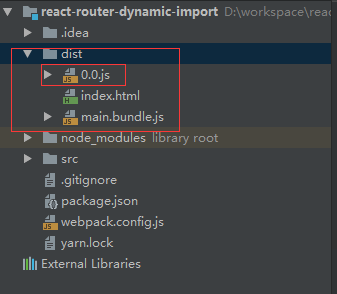 react-router-dynamic-import D:\workspace\reac
.idea
dist
0.0.js
index.html
main.bundle.js
node_modules library root
src
.gitignore
package.json
webpack.config.js
yarn.lock
External Libraries